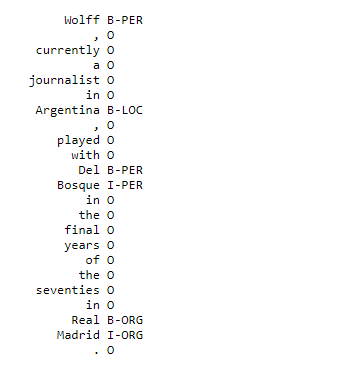 Wolff B-PER
, O
currently O
a O
journalist O
in O
Argentina B-LOC
, O
played O
with O
Del B-PER
Bosque I-PER
in O
the O
final O
years O
of O
the O
seventies O
in O
Real B-ORG
Madrid I-ORG
. O